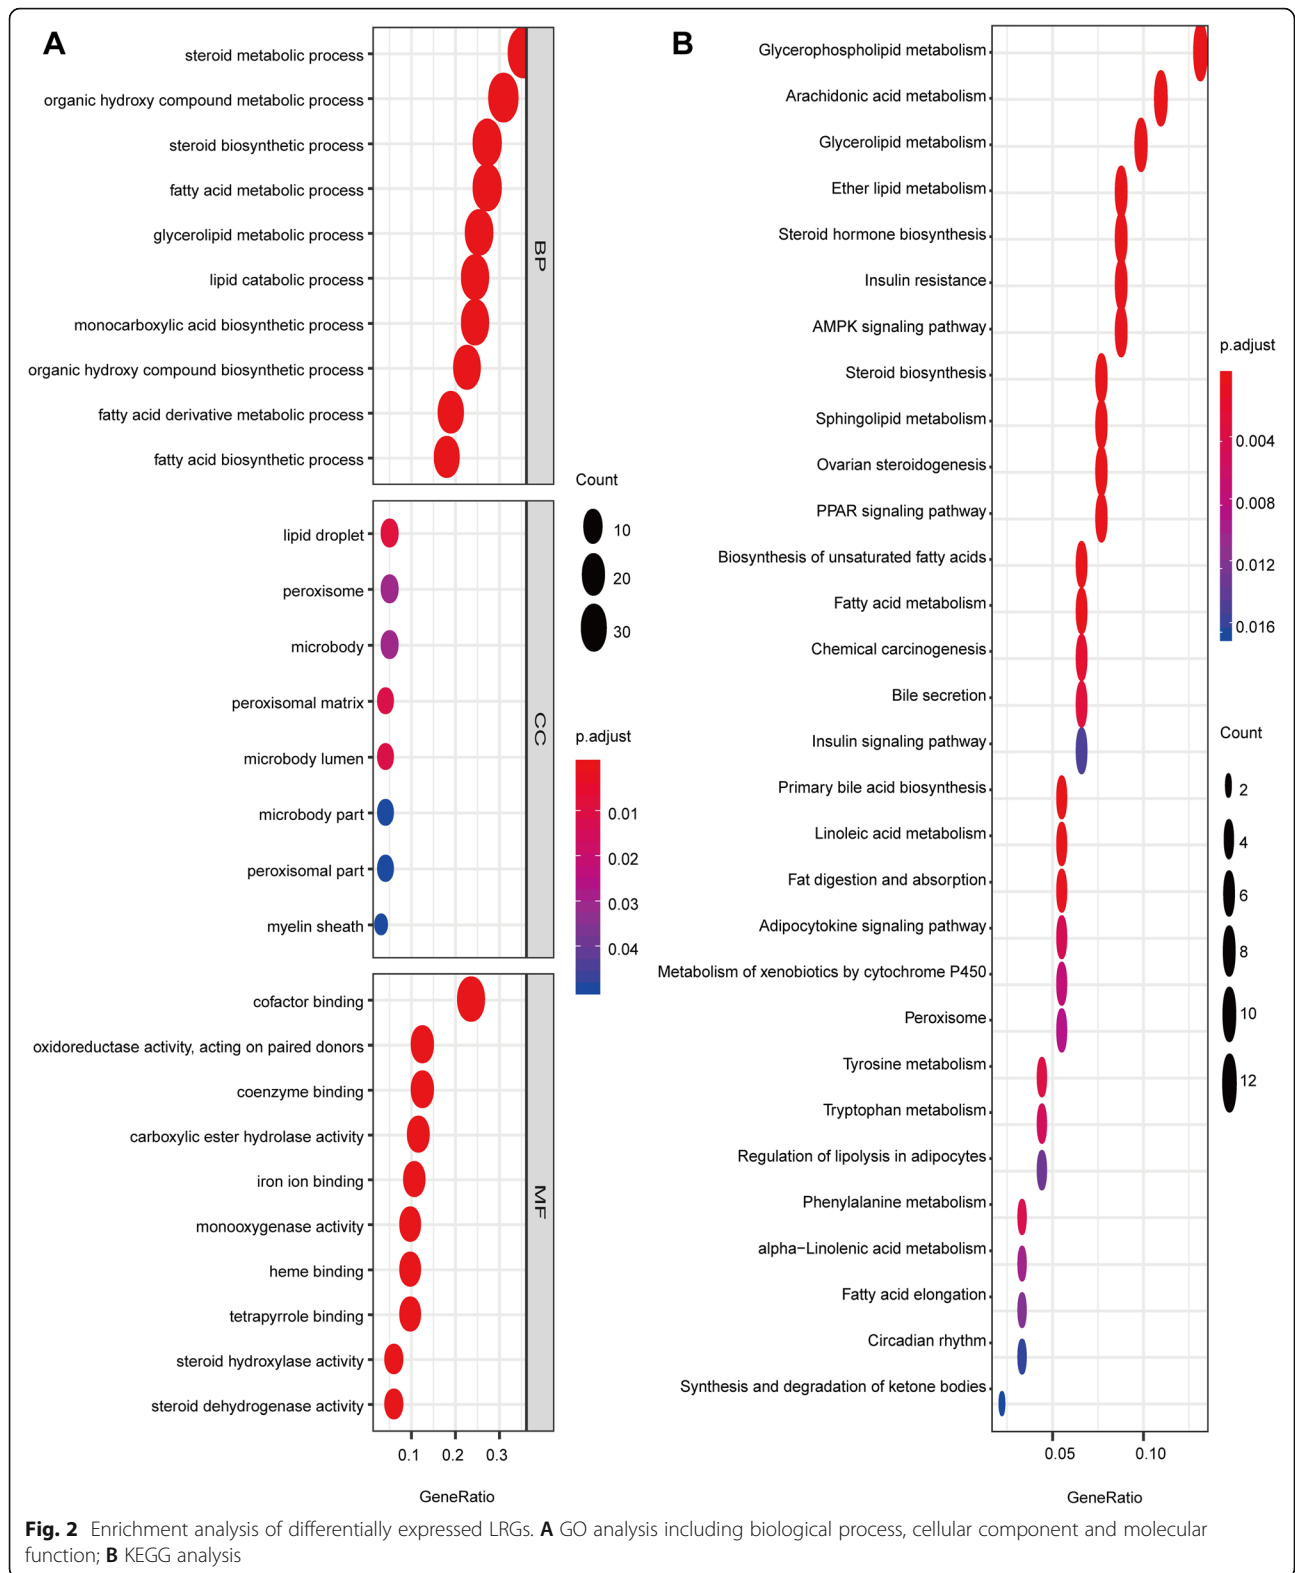 A
steroid metabolic process
organic hydroxy compound metabolic process
steroid biosynthetic process
fatty acid metabolic process
glycerolipid metabolic process
lipid catabolic process
monocarboxylic acid biosynthetic process
organic hydroxy compound biosynthetic process
fatty acid derivative metabolic process
fatty acid biosynthetic process
BP
lipid droplet
peroxisome
microbody
peroxisomal matrix
microbody lumen
microbody part
peroxisomal part
myelin sheath
CC
cofactor binding
oxidoreductase activity, acting on paired donors
coenzyme binding
carboxylic ester hydrolase activity
iron ion binding
monooxygenase activity
heme binding
tetrapyrrole binding
steroid hydroxylase activity
steroid dehydrogenase activity
MF
0.1 0.2 0.3
GeneRatio
Count
10
20
30
p.adjust
0.01
0.02
0.03
0.04
B
Glycerophospholipid metabolism
Arachidonic acid metabolism
Glycerolipid metabolism
Ether lipid metabolism
Steroid hormone biosynthesis
Insulin resistance
AMPK signaling pathway
Steroid biosynthesis
Sphingolipid metabolism
Ovarian steroidogenesis
PPAR signaling pathway
Biosynthesis of unsaturated fatty acids
Fatty acid metabolism
Chemical carcinogenesis
Bile secretion
Insulin signaling pathway
Primary bile acid biosynthesis
Linoleic acid metabolism
Fat digestion and absorption
Adipocytokine signaling pathway
Metabolism of xenobiotics by cytochrome P450
Peroxisome
Tyrosine metabolism
Tryptophan metabolism
Regulation of lipolysis in adipocytes
Phenylalanine metabolism
alpha−Linolenic acid metabolism
Fatty acid elongation
Circadian rhythm
Synthesis and degradation of ketone bodies
0.05 0.10
GeneRatio
p.adjust
0.004
0.008
0.012
0.016
Count
2
4
6
8
10
12
Fig. 2 Enrichment analysis of differentially expressed LRGs. A GO analysis including biological process, cellular component and molecular
function; B KEGG analysis